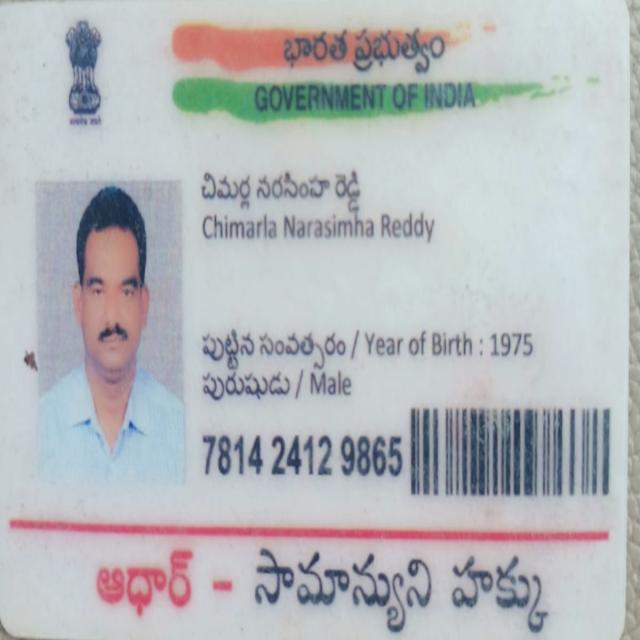 భారత ప్రభుత్వం
GOVERNMENT OF INDIA
చిమర్ల నరసింహ రెడ్డి
Chimarla Narasimha Reddy
పుట్టిన సంవత్సరం / Year of Birth : 1975
పురుషుడు / Male
7814 2412 9865
ఆధార్ - సామాన్యుని హక్కు